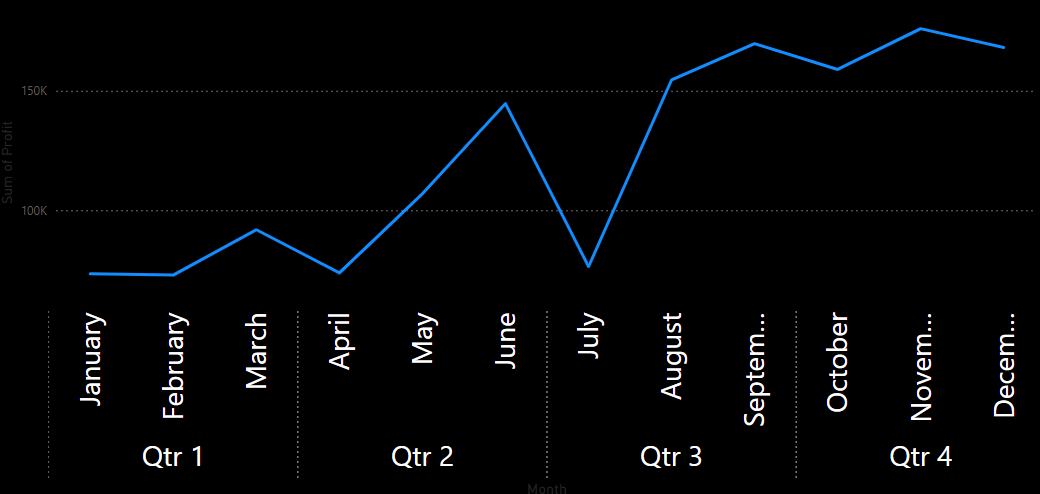 150K
Sum of Profit
100K
January
February
March
April
May
June
July
August
Septem...
October
Novem...
Decem...
Qtr 1
Qtr 2
Qtr 3
Qtr 4
Month